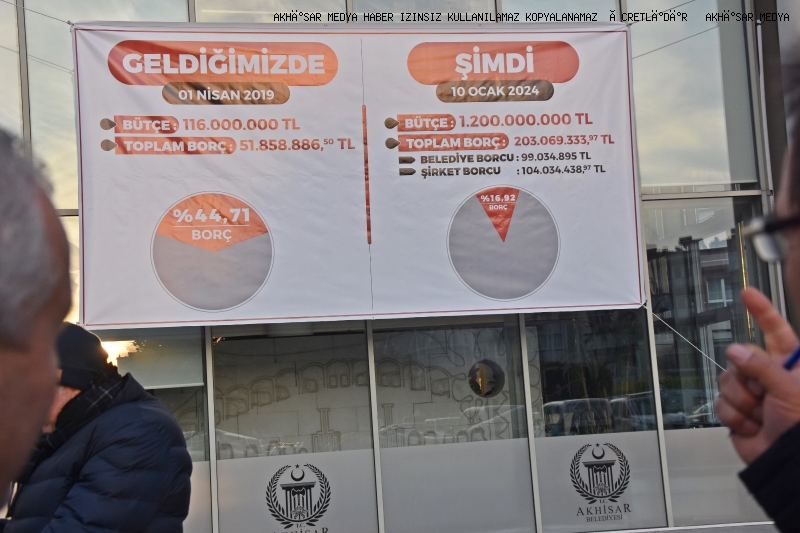 AKHÄ°SAR MEDYA HABER IZINSIZ KULLANILAMAZ KOPYALANAMAZ Ã CRETLÄ°DÄ°R AKHÄ°SAR MEDYA
GELDİĞİMİZDE
01 NİSAN 2019
BÜTÇE : 116.000.000 TL
TOPLAM BORÇ : 51.858.886,50 TL
%44,71
BORÇ
ŞİMDİ
10 OCAK 2024
BÜTÇE : 1.200.000.000 TL
TOPLAM BORÇ : 203.069.333,97 TL
BELEDİYE BORCU : 99.034.895 TL
ŞİRKET BORCU : 104.034.438,97 TL
%16,92
BORÇ
T.C.
AKHİSAR
T.C.
AKHİSAR
BELEDİYESİ